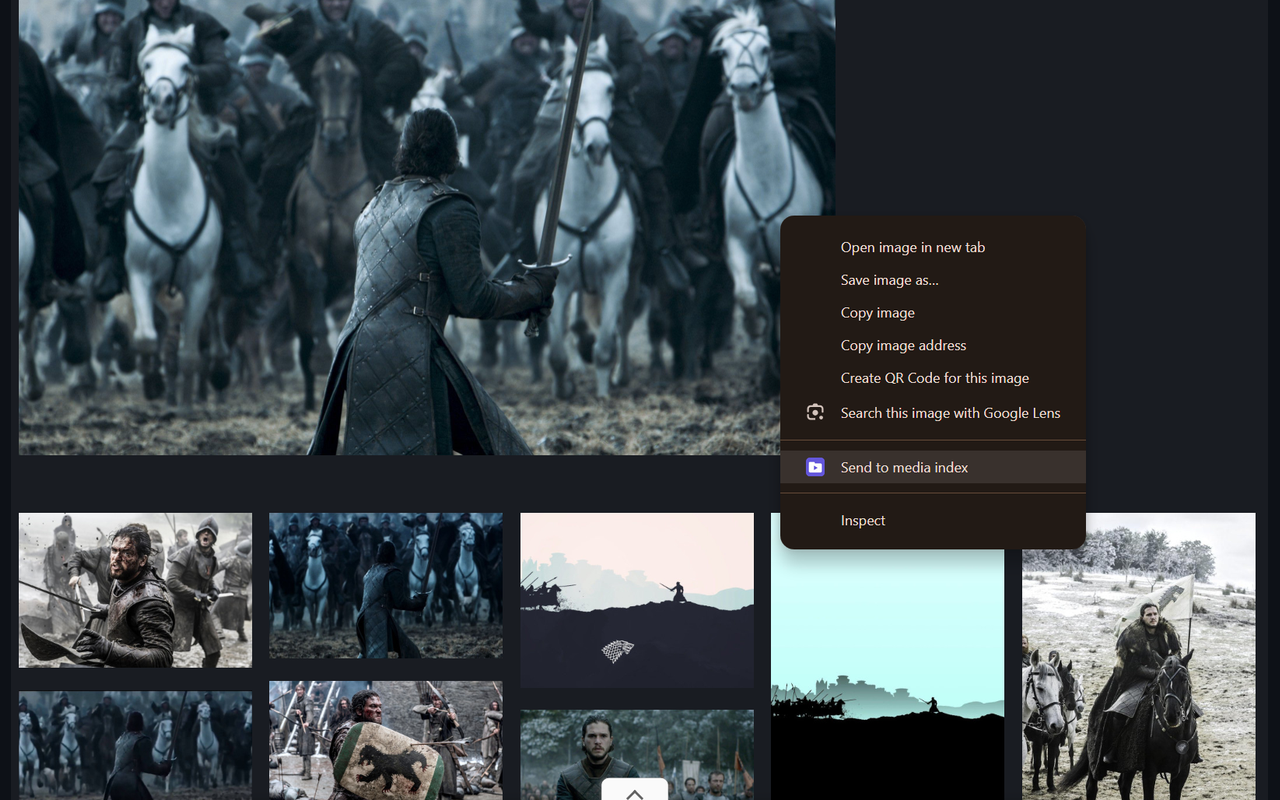 Open image in new tab
Save image as...
Copy image
Copy image address
Create QR Code for this image
Search this image with Google Lens
Send to media index
Inspect